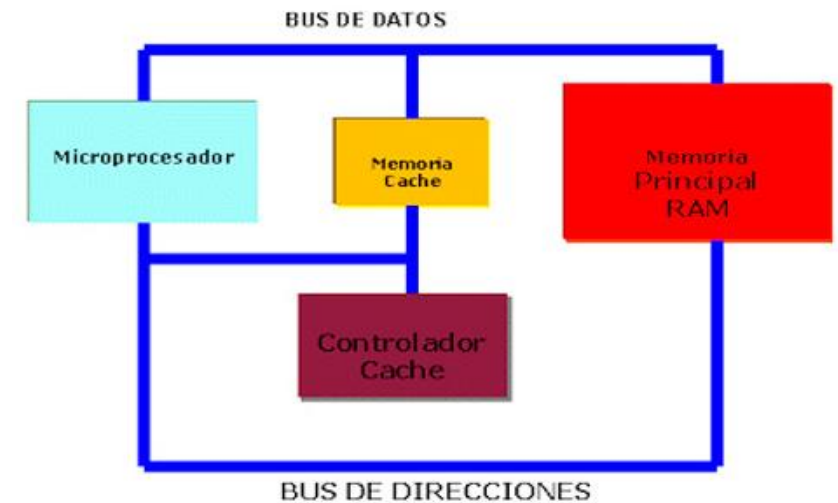 BUS DE DATOS
Microprocesador
Memoria
Cache
Memoria
Principal
RAM
Controlador
Cache
BUS DE DIRECCIONES